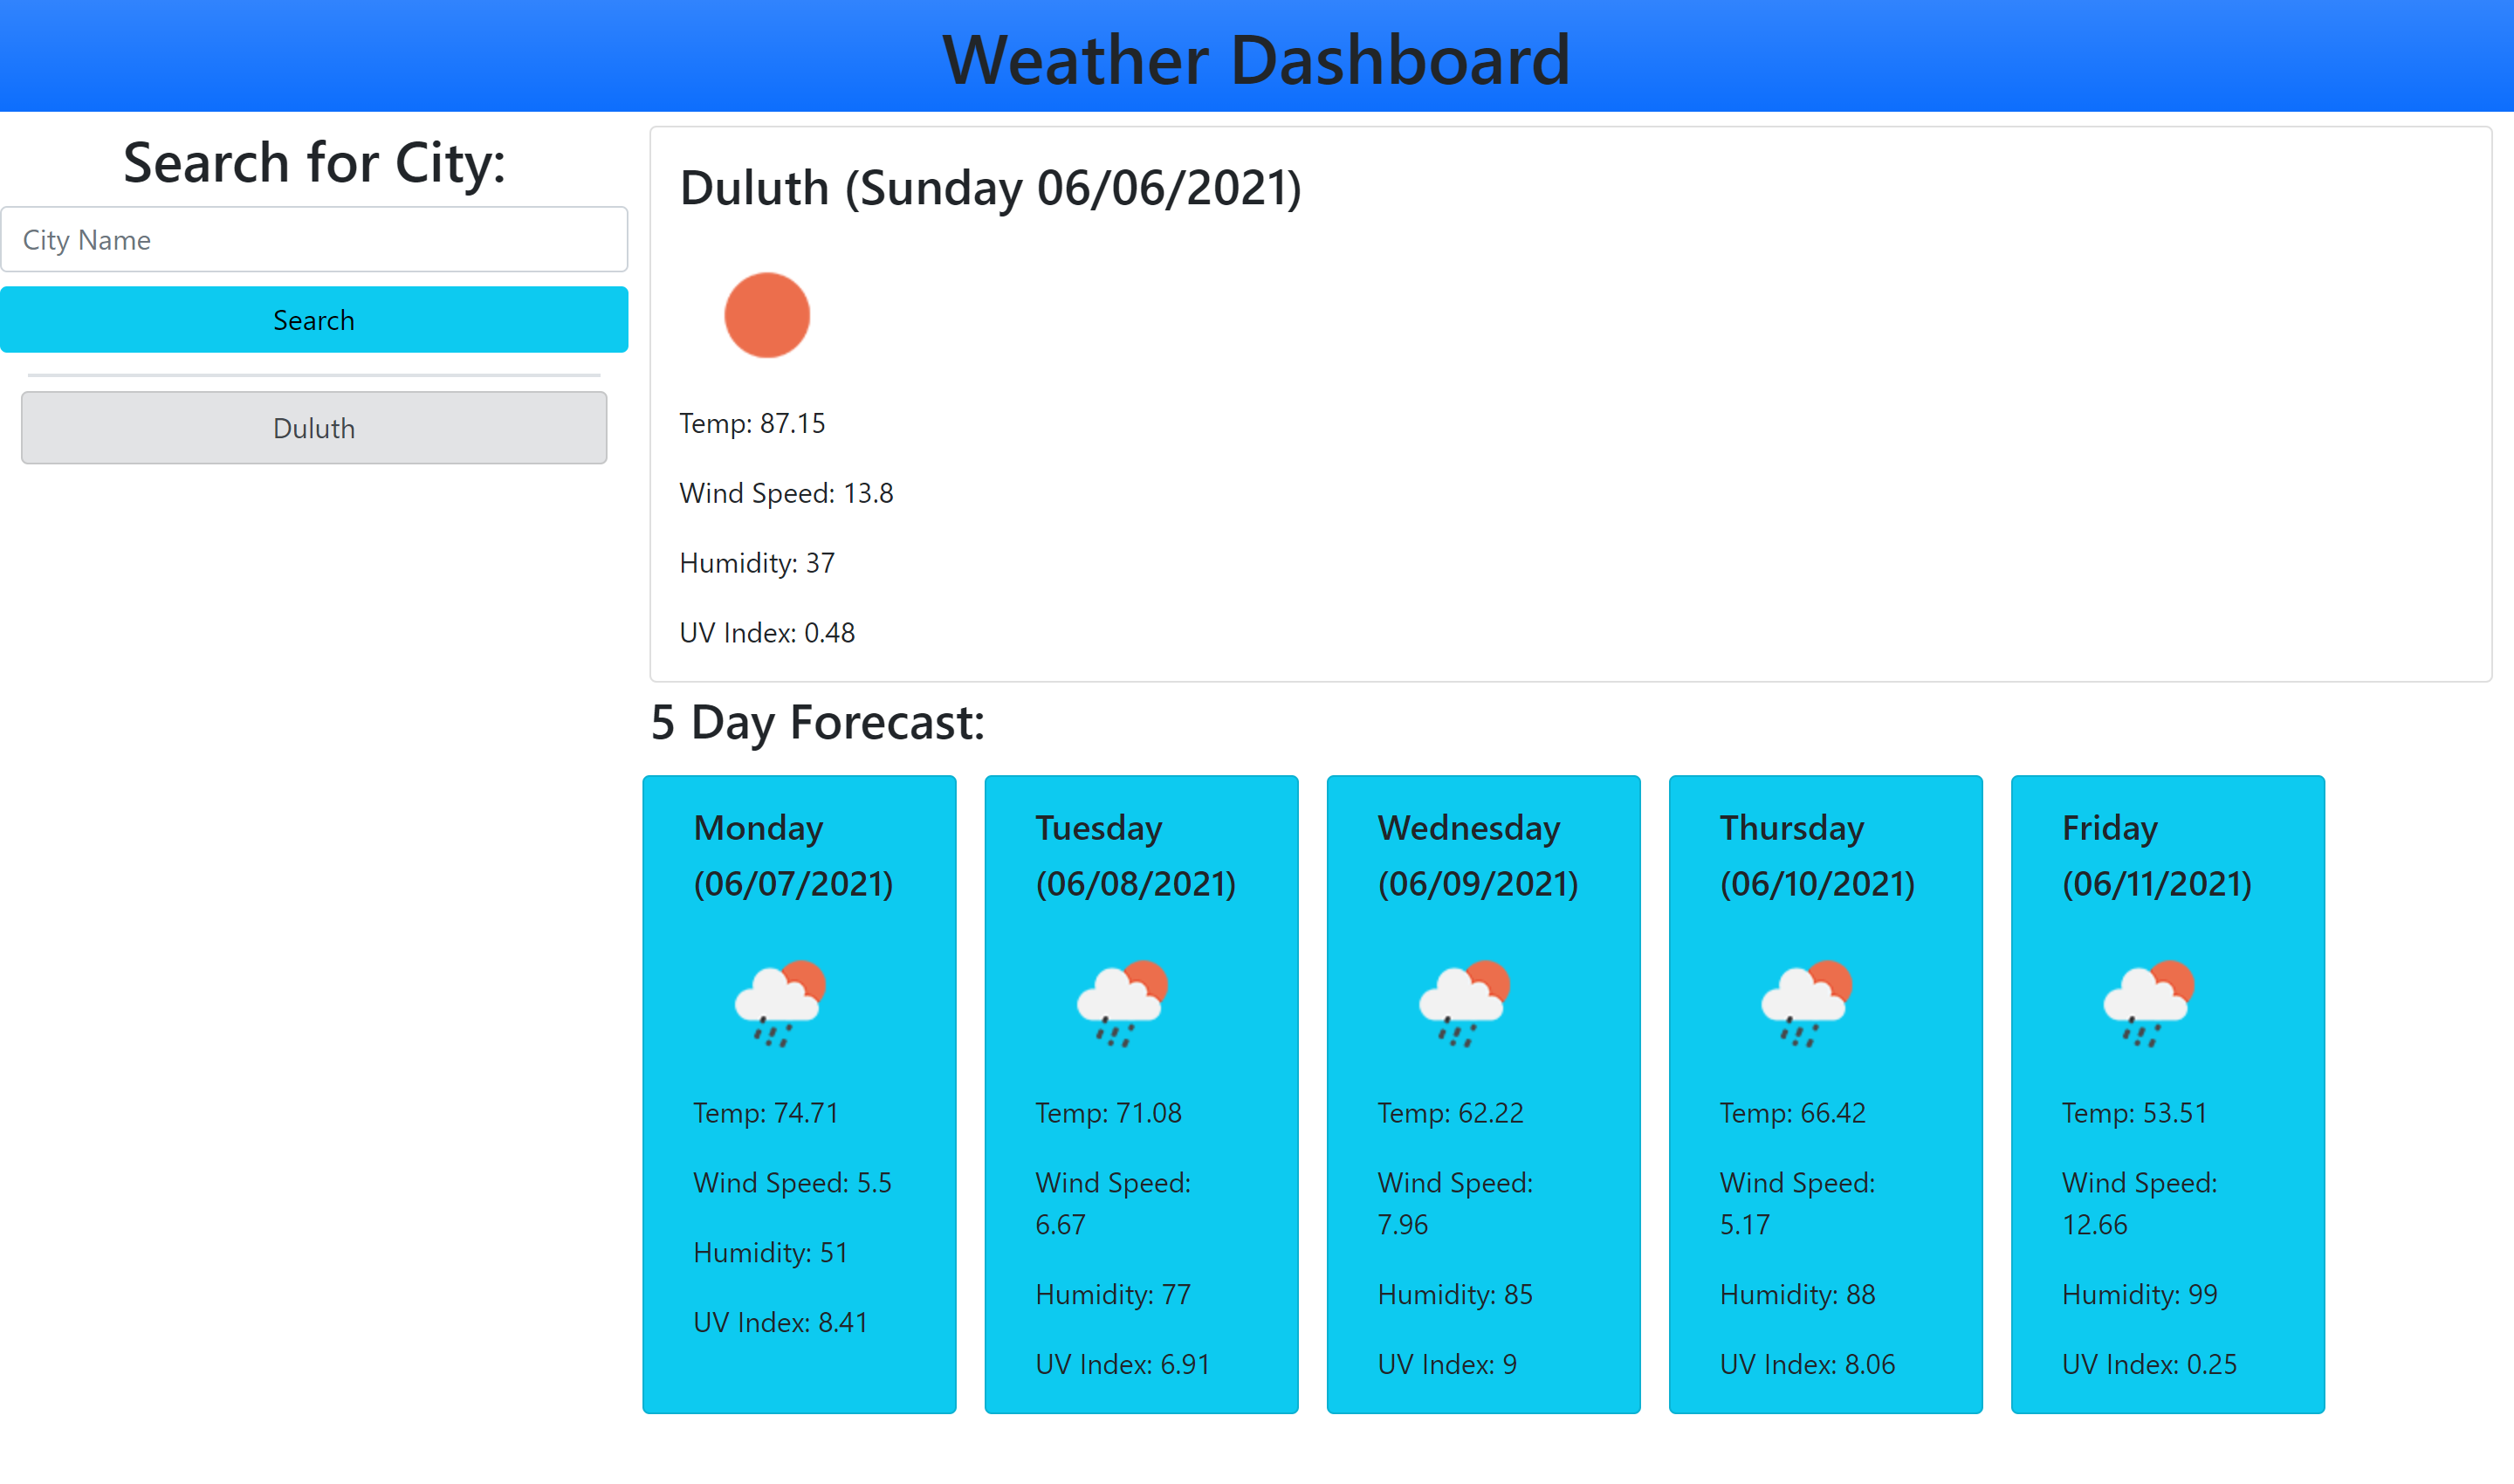 Weather Dashboard
Search for City:
City Name
Search
Duluth
Duluth (Sunday 06/06/2021)
Temp: 87.15
Wind Speed: 13.8
Humidity: 37
UV Index: 0.48
5 Day Forecast:
Monday
(06/07/2021)
Temp: 74.71
Wind Speed: 5.5
Humidity: 51
UV Index: 8.41
Tuesday
(06/08/2021)
Temp: 71.08
Wind Speed:
6.67
Humidity: 77
UV Index: 6.91
Wednesday
(06/09/2021)
Temp: 62.22
Wind Speed:
7.96
Humidity: 85
UV Index: 9
Thursday
(06/10/2021)
Temp: 66.42
Wind Speed:
5.17
Humidity: 88
UV Index: 8.06
Friday
(06/11/2021)
Temp: 53.51
Wind Speed:
12.66
Humidity: 99
UV Index: 0.25